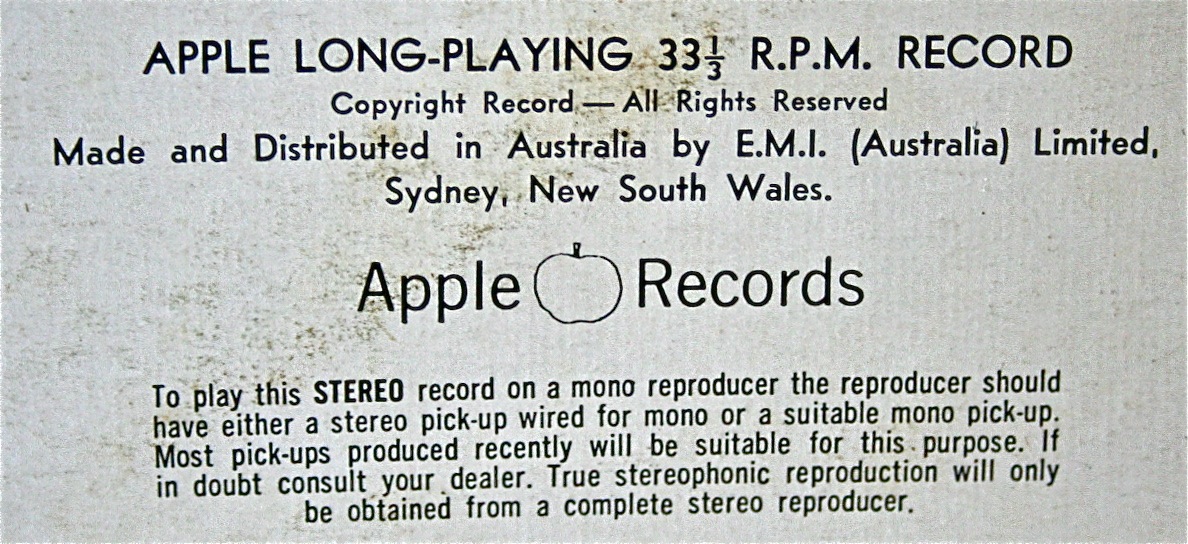 APPLE LONG-PLAYING 33⅓ R.P.M. RECORD
Copyright Record — All Rights Reserved
Made and Distributed in Australia by E.M.I. (Australia) Limited,
Sydney, New South Wales.
Apple Records
To play this STEREO record on a mono reproducer the reproducer should
have either a stereo pick-up wired for mono or a suitable mono pick-up.
Most pick-ups produced recently will be suitable for this purpose. If
in doubt consult your dealer. True stereophonic reproduction will only
be obtained from a complete stereo reproducer.